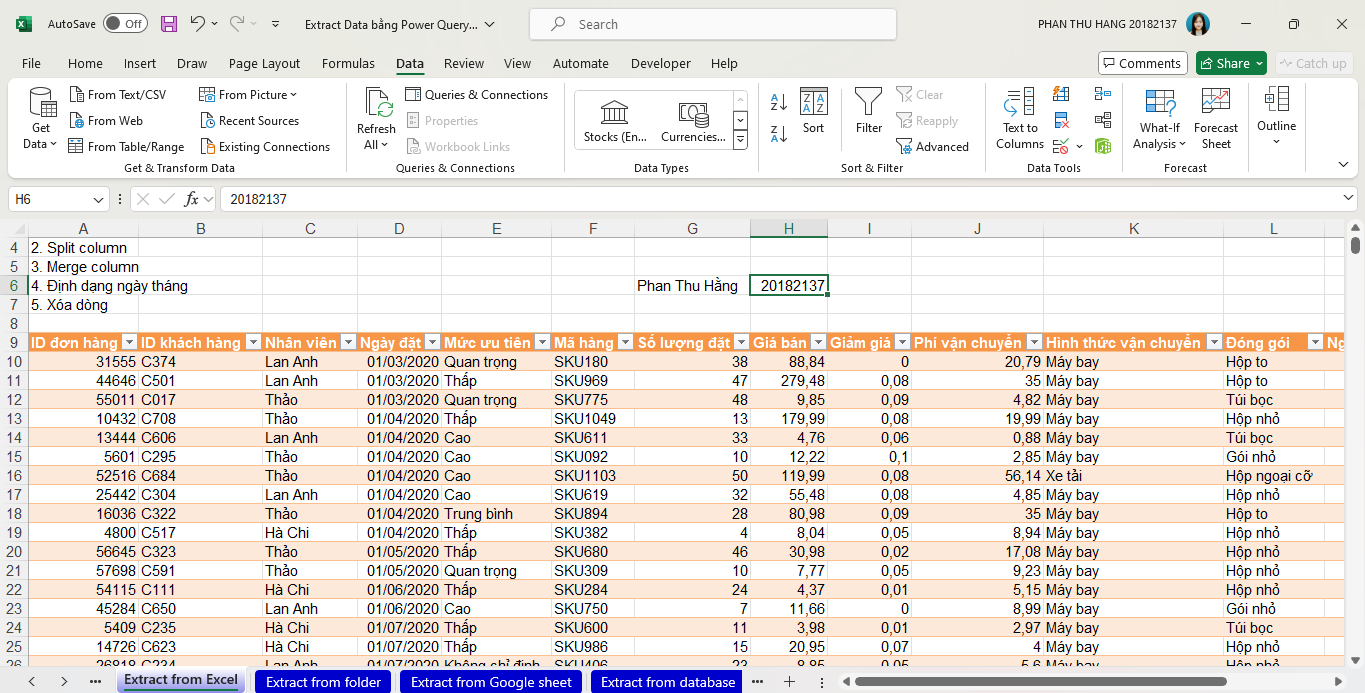 AutoSave Off Extract Data bằng Power Query... Search PHAN THU HANG 20182137
File Home Insert Draw Page Layout Formulas Data Review View Automate Developer Help Comments Share Catch up
Get Data
From Text/CSV
From Web
From Table/Range
From Picture
Recent Sources
Existing Connections
Get & Transform Data
Refresh All
Queries & Connections
Properties
Workbook Links
Queries & Connections
Stocks (En...
Currencies...
Data Types
Sort
Filter
Clear
Reapply
Advanced
Sort & Filter
Text to Columns
Data Tools
What-If Analysis
Forecast Sheet
Forecast
Outline
H6 fx 20182137
A B C D E F G H I J K L
4 2. Split column
5 3. Merge column
6 4. Định dạng ngày tháng Phan Thu Hằng 20182137
7 5. Xóa dòng
8
9 ID đơn hàng ID khách hàng Nhân viên Ngày đặt Mức ưu tiên Mã hàng Số lượng đặt Giá bán Giảm giá Phí vận chuyển Hình thức vận chuyển Đóng gói Ng
10 31555 C374 Lan Anh 01/03/2020 Quan trọng SKU180 38 88,84 0 20,79 Máy bay Hộp to
11 44646 C501 Lan Anh 01/03/2020 Thấp SKU969 47 279,48 0,08 35 Máy bay Hộp to
12 55011 C017 Thảo 01/03/2020 Quan trọng SKU775 48 9,85 0,09 4,82 Máy bay Túi bọc
13 10432 C708 Thảo 01/04/2020 Thấp SKU1049 13 179,99 0,08 19,99 Máy bay Hộp nhỏ
14 13444 C606 Lan Anh 01/04/2020 Cao SKU611 33 4,76 0,06 0,88 Máy bay Túi bọc
15 5601 C295 Thảo 01/04/2020 Cao SKU092 10 12,22 0,1 2,85 Máy bay Gói nhỏ
16 52516 C684 Thảo 01/04/2020 Cao SKU1103 50 119,99 0,08 56,14 Xe tải Hộp ngoại cỡ
17 25442 C304 Lan Anh 01/04/2020 Cao SKU619 32 55,48 0,08 4,85 Máy bay Hộp nhỏ
18 16036 C322 Thảo 01/04/2020 Trung bình SKU894 28 80,98 0,09 35 Máy bay Hộp to
19 4800 C517 Hà Chi 01/04/2020 Thấp SKU382 4 8,04 0,05 8,94 Máy bay Hộp nhỏ
20 56645 C323 Thảo 01/05/2020 Thấp SKU680 46 30,98 0,02 17,08 Máy bay Hộp nhỏ
21 57698 C591 Thảo 01/05/2020 Quan trọng SKU309 10 7,77 0,05 9,23 Máy bay Hộp nhỏ
22 54115 C111 Hà Chi 01/06/2020 Thấp SKU284 24 4,37 0,01 5,15 Máy bay Hộp nhỏ
23 45284 C650 Lan Anh 01/06/2020 Cao SKU750 7 11,66 0 8,99 Máy bay Gói nhỏ
24 5409 C235 Hà Chi 01/07/2020 Thấp SKU600 11 3,98 0,01 2,97 Máy bay Túi bọc
25 14726 C623 Hà Chi 01/07/2020 Thấp SKU986 15 20,95 0,07 4 Máy bay Hộp nhỏ
26 26818 C234 Lan Anh 01/07/2020 Không chỉ định SKU406 23 8,85 0,05 5,6 Máy bay Hộp nhỏ
Extract from Excel Extract from folder Extract from Google sheet Extract from database